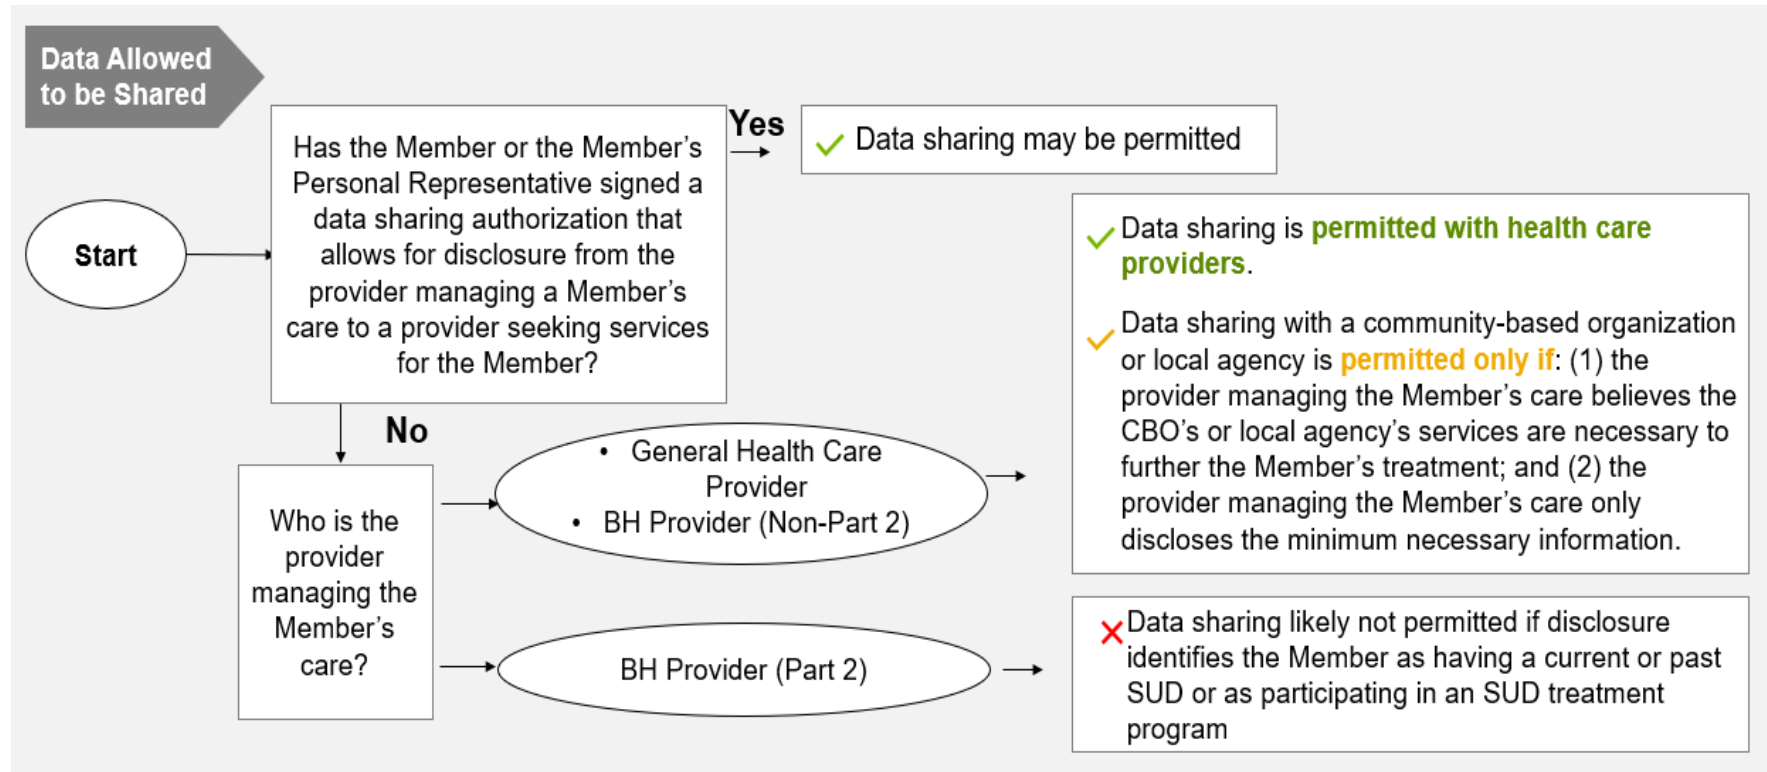 Data Allowed
to be Shared
Start
Has the Member or the Member’s
Personal Representative signed a
data sharing authorization that
allows for disclosure from the
provider managing a Member’s
care to a provider seeking services
for the Member?
Yes
Data sharing may be permitted
No
Who is the
provider
managing the
Member’s
care?
• General Health Care
Provider
• BH Provider (Non-Part 2)
Data sharing is permitted with health care
providers.
Data sharing with a community-based organization
or local agency is permitted only if: (1) the
provider managing the Member’s care believes the
CBO’s or local agency’s services are necessary to
further the Member’s treatment; and (2) the
provider managing the Member’s care only
discloses the minimum necessary information.
BH Provider (Part 2)
Data sharing likely not permitted if disclosure
identifies the Member as having a current or past
SUD or as participating in an SUD treatment
program